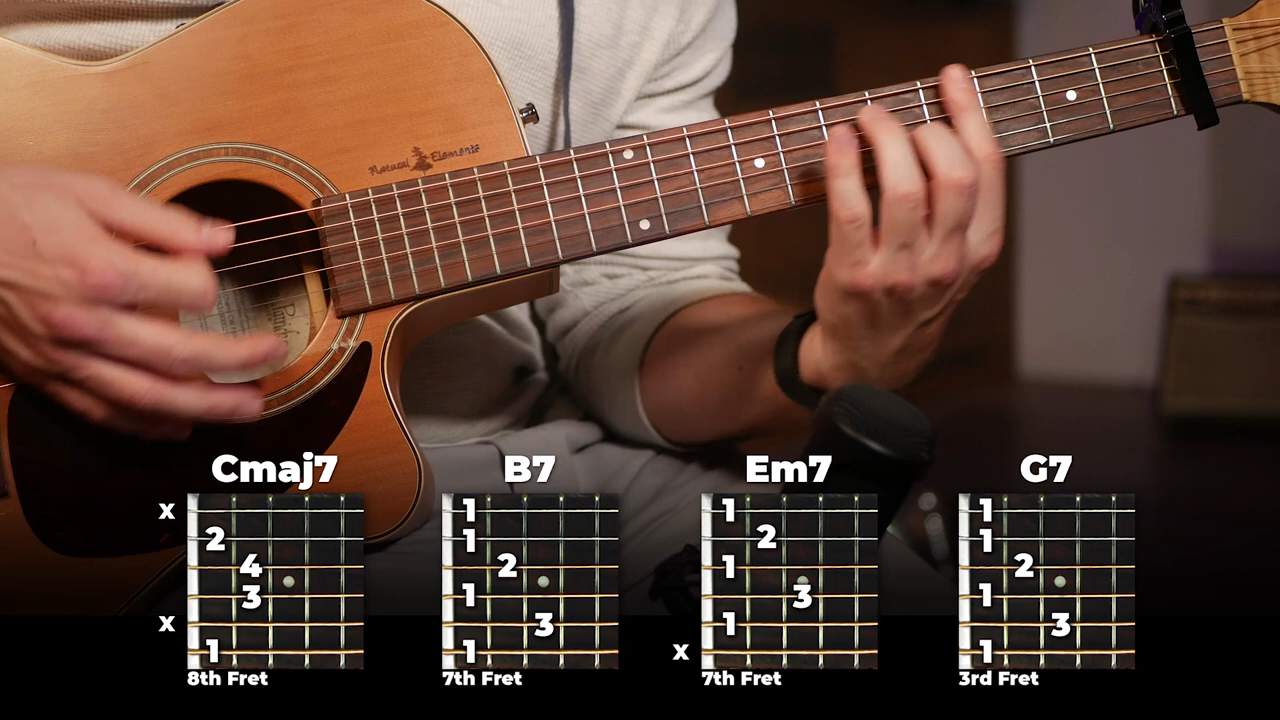 Natural Elements
Cmaj7 B7 Em7 G7
x 1 1 1
2 1 2 1
4 2 1 2
3 1 3 1
x 3 1 3
1 1 x 1
8th Fret 7th Fret 7th Fret 3rd Fret